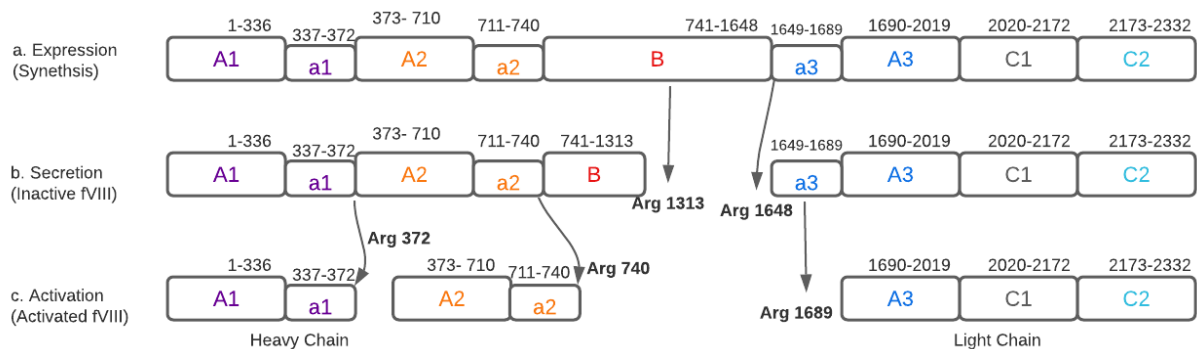 1-336 337-372 373- 710 711-740 741-1648 1649-1689 1690-2019 2020-2172 2173-2332
a. Expression
(Synethsis)
A1 a1 A2 a2 B a3 A3 C1 C2
1-336 337-372 373- 710 711-740 741-1313 1649-1689 1690-2019 2020-2172 2173-2332
b. Secretion
(Inactive fVIII)
A1 a1 A2 a2 B a3 A3 C1 C2
Arg 1313 Arg 1648
Arg 372 Arg 740
1-336 337-372 373- 710 711-740 1690-2019 2020-2172 2173-2332
c. Activation
(Activated fVIII)
A1 a1 A2 a2 Arg 1689 A3 C1 C2
Heavy Chain Light Chain